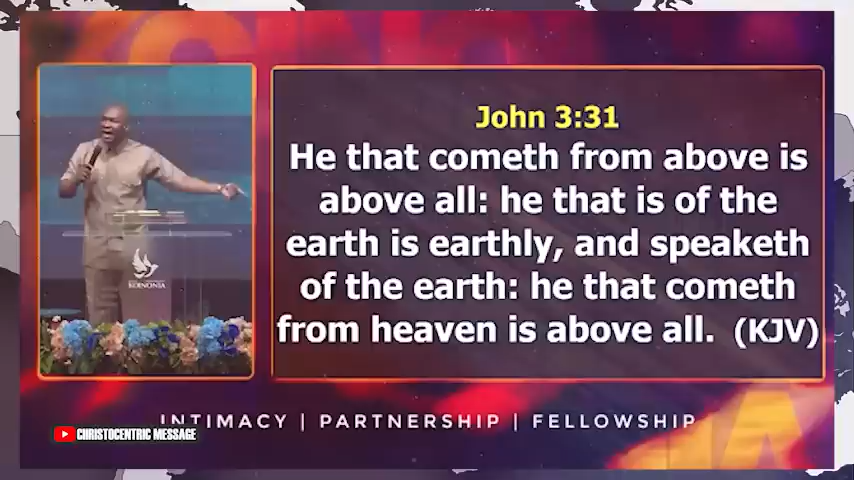 John 3:31
He that cometh from above is
above all: he that is of the
earth is earthly, and speaketh
of the earth: he that cometh
from heaven is above all. (KJV)
KOINONIA
INTIMACY | PARTNERSHIP | FELLOWSHIP
CHRISTOCENTRIC MESSAGE